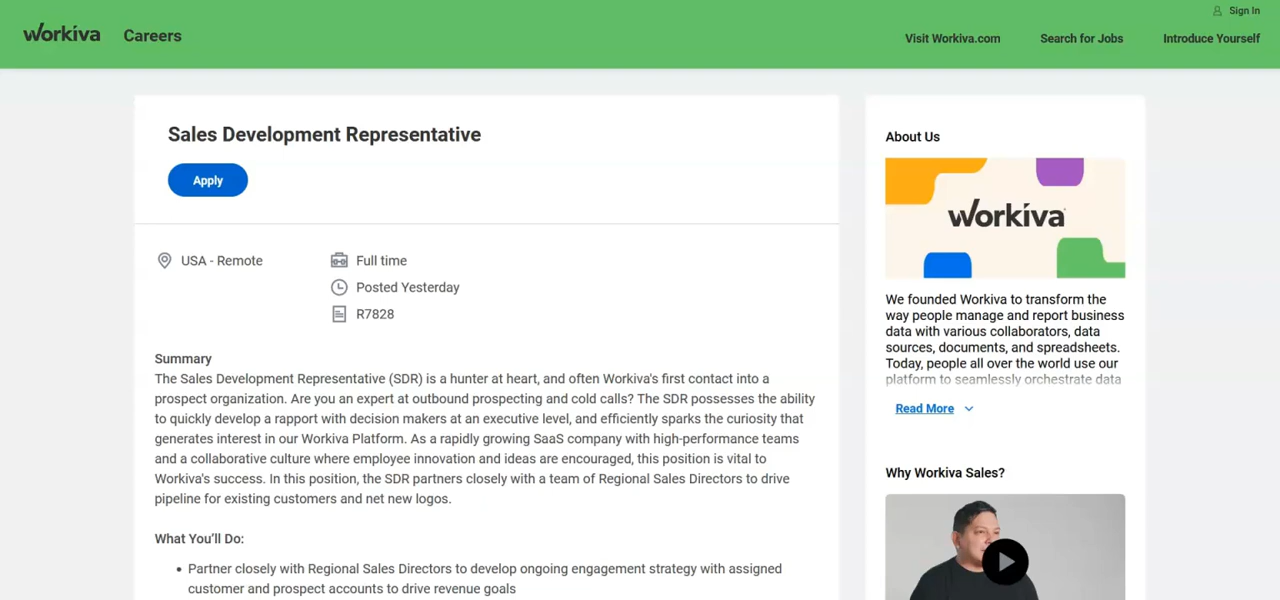 Sign In
workiva Careers
Visit Workiva.com
Search for Jobs
Introduce Yourself
Sales Development Representative
Apply
USA - Remote
Full time
Posted Yesterday
R7828
Summary
The Sales Development Representative (SDR) is a hunter at heart, and often Workiva's first contact into a
prospect organization. Are you an expert at outbound prospecting and cold calls? The SDR possesses the ability
to quickly develop a rapport with decision makers at an executive level, and efficiently sparks the curiosity that
generates interest in our Workiva Platform. As a rapidly growing SaaS company with high-performance teams
and a collaborative culture where employee innovation and ideas are encouraged, this position is vital to
Workiva's success. In this position, the SDR partners closely with a team of Regional Sales Directors to drive
pipeline for existing customers and net new logos.
What You'll Do:
• Partner closely with Regional Sales Directors to develop ongoing engagement strategy with assigned
customer and prospect accounts to drive revenue goals
About Us
workiva
We founded Workiva to transform the
way people manage and report business
data with various collaborators, data
sources, documents, and spreadsheets.
Today, people all over the world use our
platform to seamlessly orchestrate data
Read More
Why Workiva Sales?